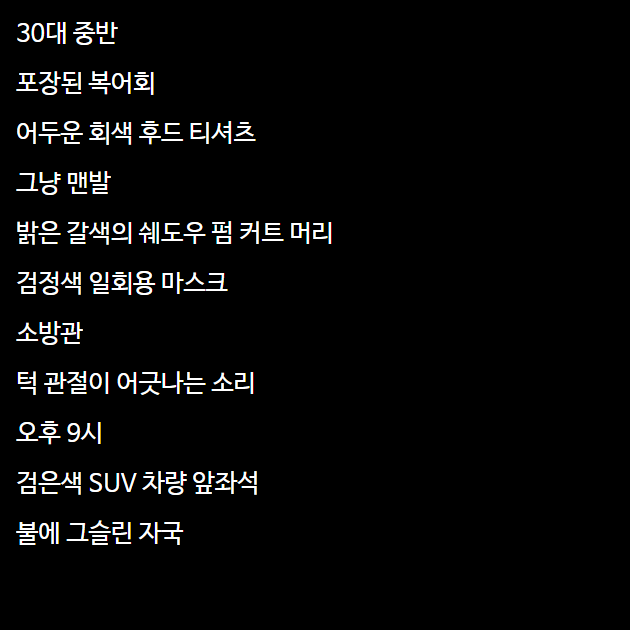 30대 중반
포장된 복어회
어두운 회색 후드 티셔츠
그냥 맨발
밝은 갈색의 쉐도우 펌 커트 머리
검정색 일회용 마스크
소방관
턱 관절이 어긋나는 소리
오후 9시
검은색 SUV 차량 앞좌석
불에 그슬린 자국